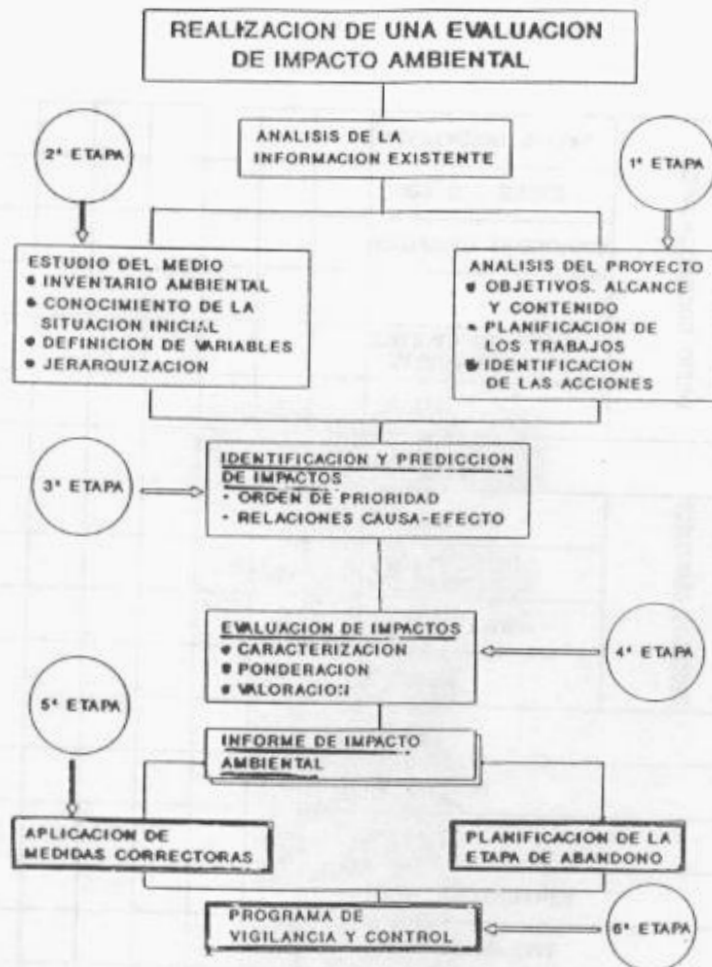 REALIZACION DE UNA EVALUACION
DE IMPACTO AMBIENTAL
ANALISIS DE LA
INFORMACION EXISTENTE
2ª ETAPA
1ª ETAPA
ESTUDIO DEL MEDIO
• INVENTARIO AMBIENTAL
• CONOCIMIENTO DE LA
SITUACION INICIAL
• DEFINICION DE VARIABLES
• JERARQUIZACION
ANALISIS DEL PROYECTO
• OBJETIVOS. ALCANCE
Y CONTENIDO
• PLANIFICACION DE
LOS TRABAJOS
• IDENTIFICACION
DE LAS ACCIONES
3ª ETAPA
IDENTIFICACION Y PREDICCION
DE IMPACTOS
• ORDEN DE PRIORIDAD
• RELACIONES CAUSA-EFECTO
EVALUACION DE IMPACTOS
• CARACTERIZACION
• PONDERACION
• VALORACION
4ª ETAPA
5ª ETAPA
INFORME DE IMPACTO
AMBIENTAL
APLICACION DE
MEDIDAS CORRECTORAS
PLANIFICACION DE LA
ETAPA DE ABANDONO
PROGRAMA DE
VIGILANCIA Y CONTROL
6ª ETAPA